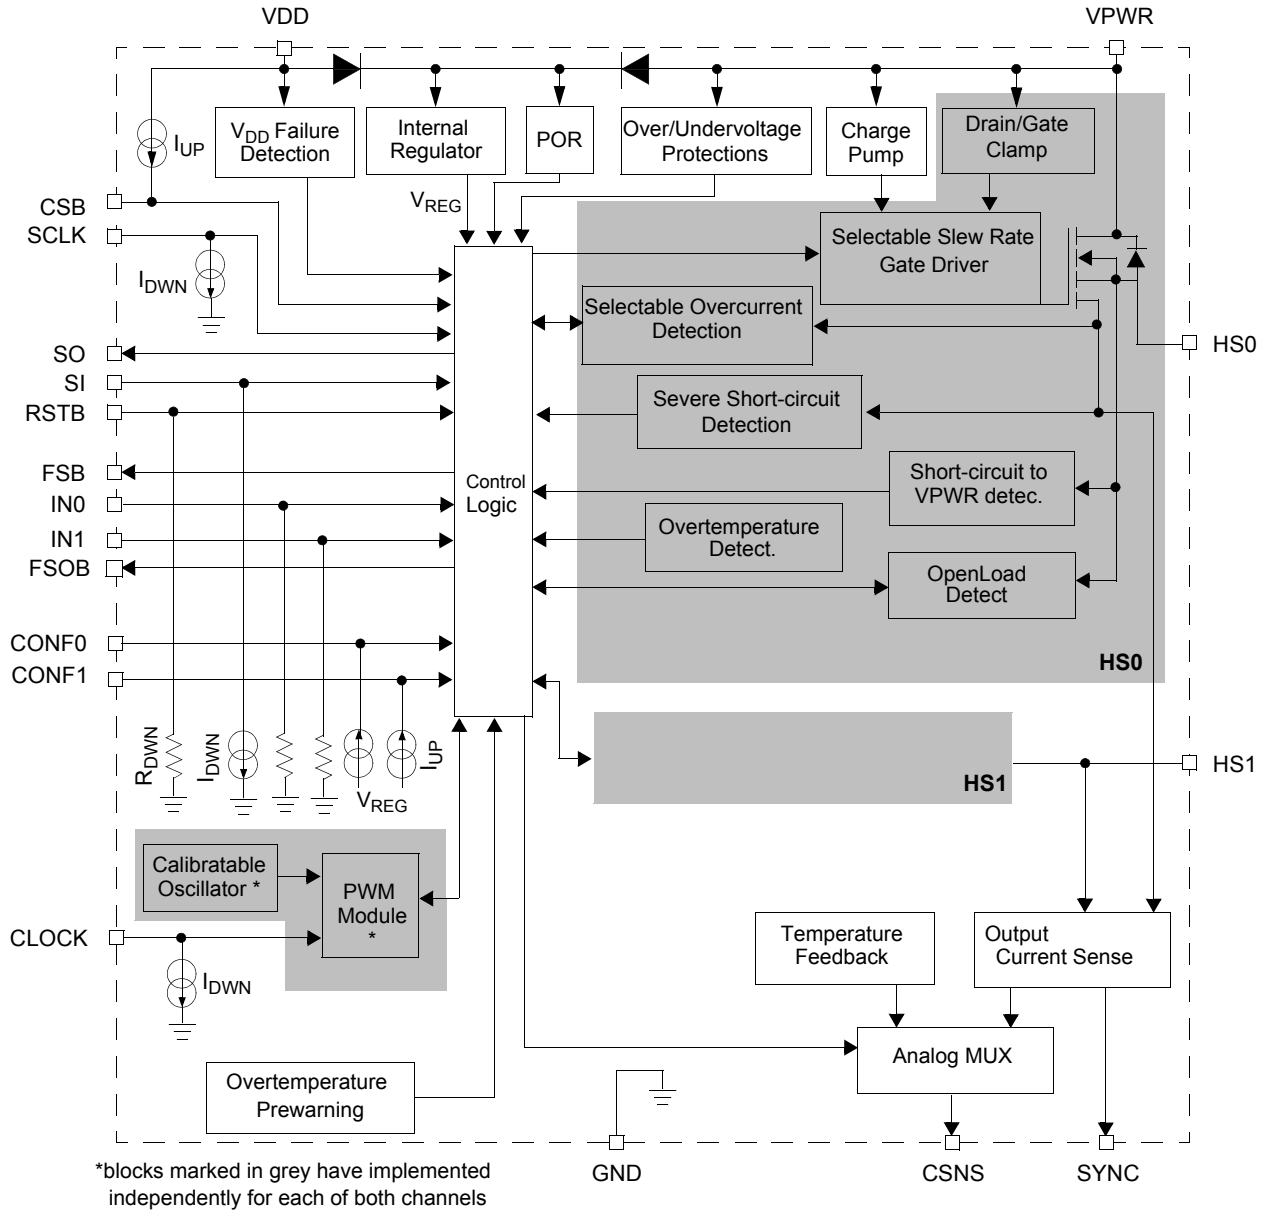 VDD
VPWR
IUP
VDD Failure
Detection
Internal
Regulator
POR
Over/Undervoltage
Protections
Charge
Pump
Drain/Gate
Clamp
VREG
CSB
SCLK
IDWN
Selectable Slew Rate
Gate Driver
Selectable Overcurrent
Detection
SO
HS0
SI
RSTB
Severe Short-circuit
Detection
FSB
IN0
Control
Logic
Short-circuit to
VPWR detec.
IN1
Overtemperature
Detect.
FSOB
OpenLoad
Detect
CONF0
CONF1
HS0
RDWN
IDWN
VREG
IUP
HS1
HS1
Calibratable
Oscillator *
PWM
Module
*
CLOCK
IDWN
Temperature
Feedback
Output
Current Sense
Analog MUX
Overtemperature
Prewarning
GND
CSNS
SYNC
*blocks marked in grey have implemented
independently for each of both channels